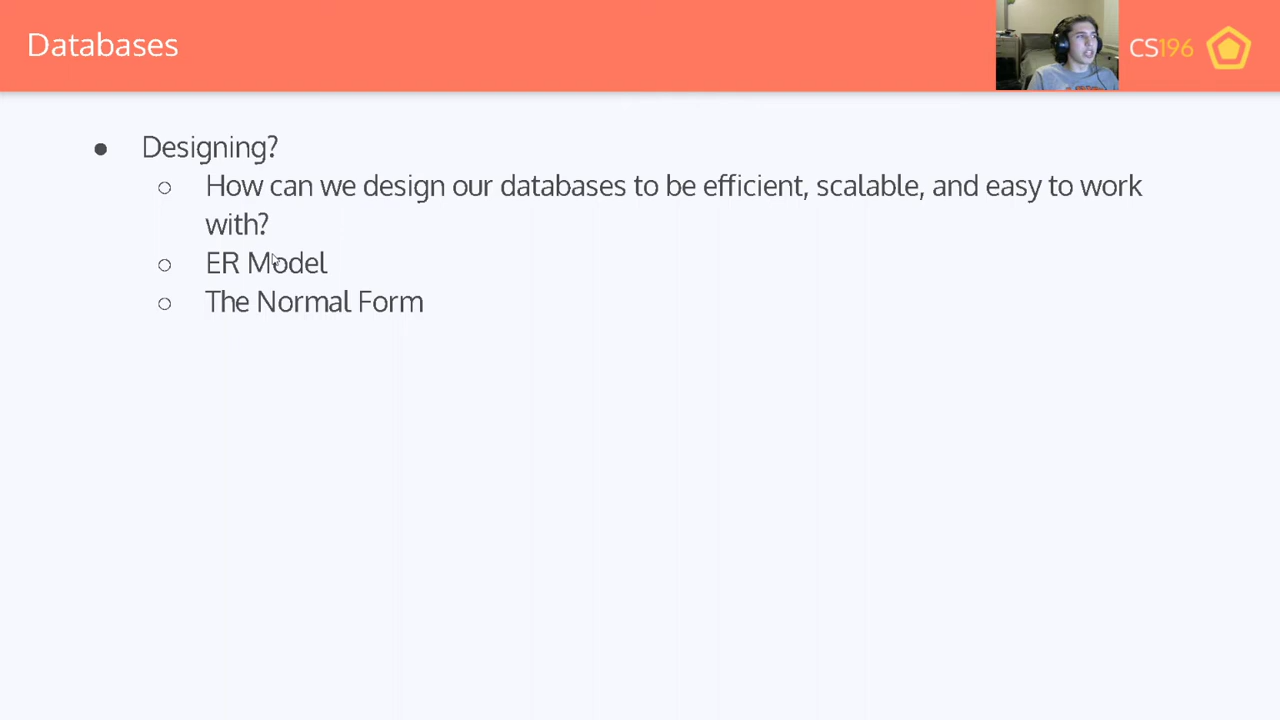 Databases
CS196
● Designing?
○ How can we design our databases to be efficient, scalable, and easy to work
with?
○ ER Model
○ The Normal Form